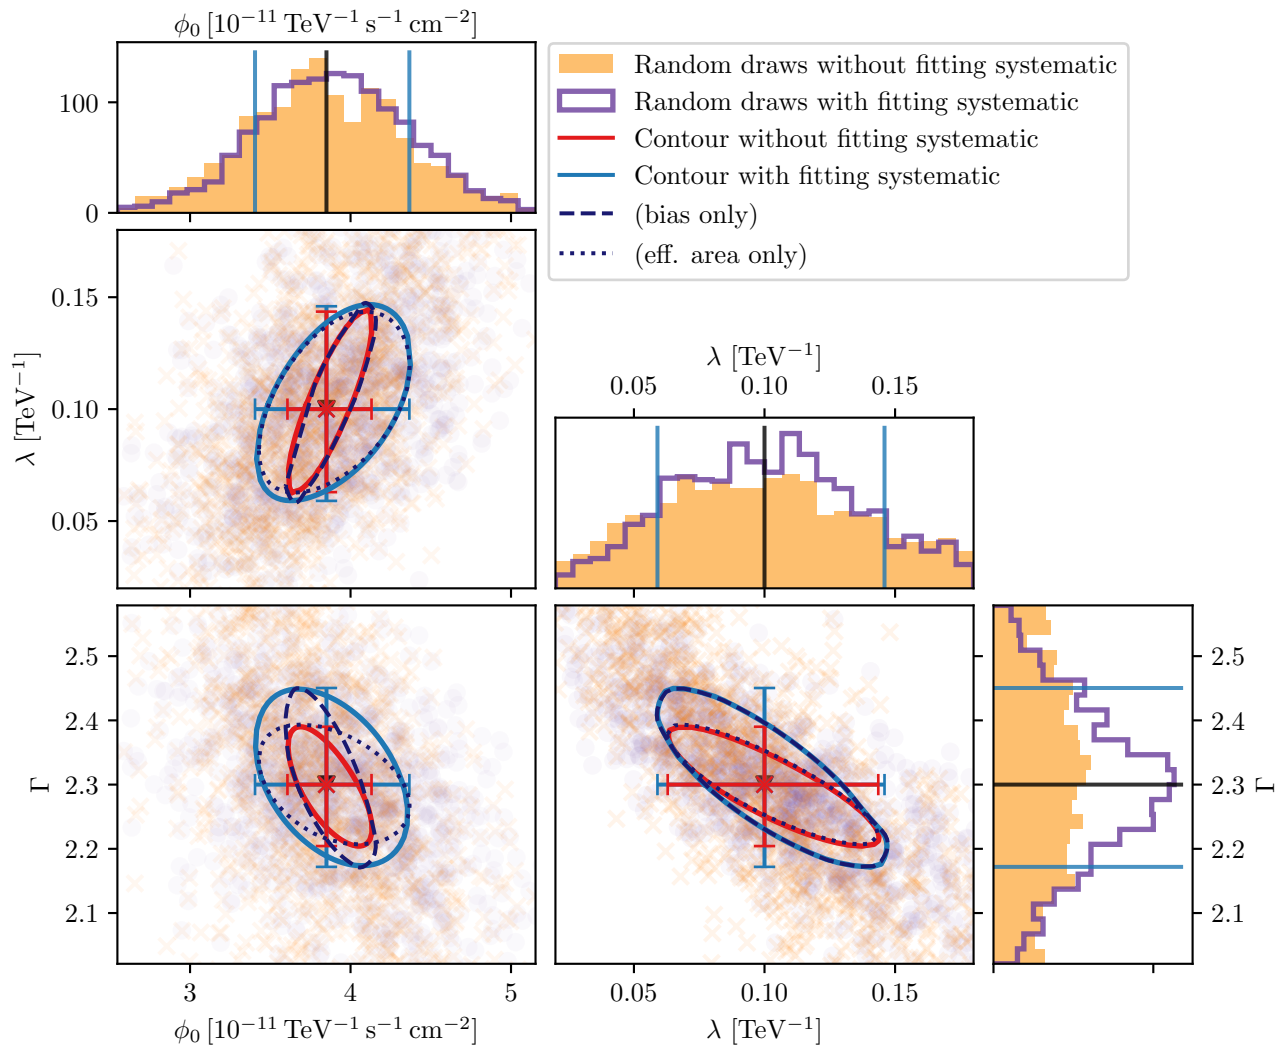 ϕ₀ [10⁻¹¹ TeV⁻¹ s⁻¹ cm⁻²]
100
0
Random draws without fitting systematic
Random draws with fitting systematic
Contour without fitting systematic
Contour with fitting systematic
(bias only)
(eff. area only)
λ [TeV⁻¹]
0.15
0.10
0.05
λ [TeV⁻¹]
0.05 0.10 0.15
Γ
2.5
2.4
2.3
2.2
2.1
3 4 5
ϕ₀ [10⁻¹¹ TeV⁻¹ s⁻¹ cm⁻²]
0.05 0.10 0.15
λ [TeV⁻¹]
2.5
2.4
2.3
2.2
2.1
Γ